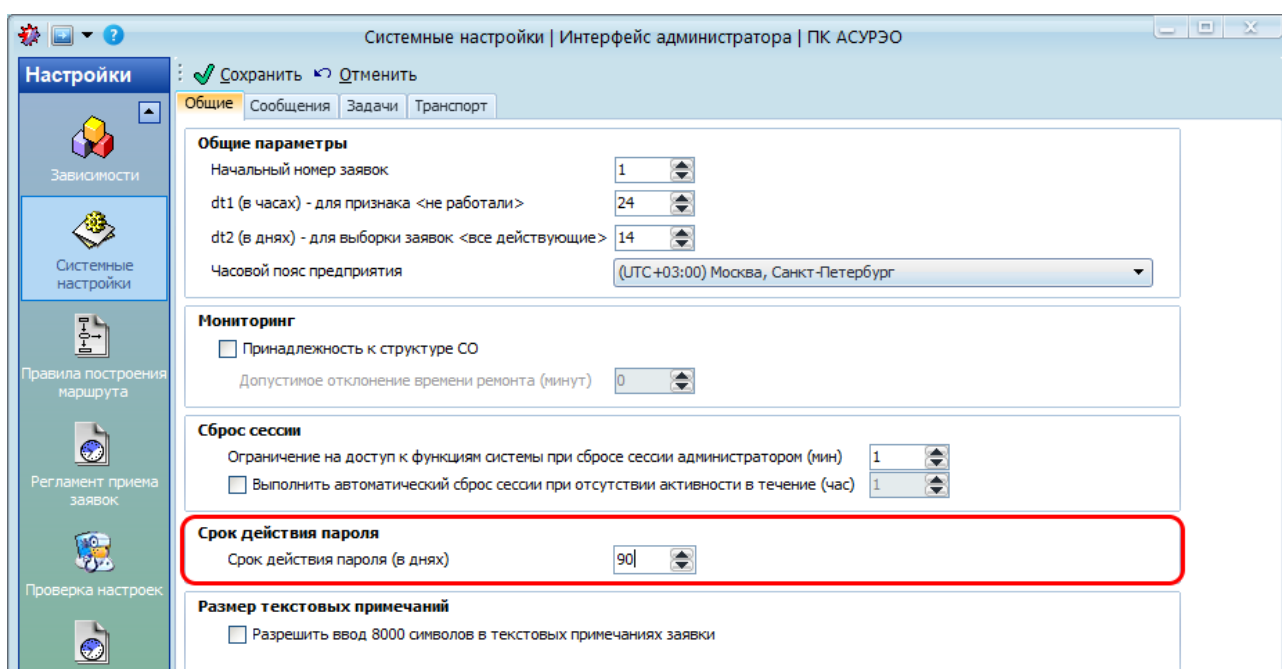 Системные настройки | Интерфейс администратора | ПК АСУРЭО
Настройки
Сохранить Отменить
Общие Сообщения Задачи Транспорт
Зависимости
Системные
настройки
Правила построения
маршрута
Регламент приема
заявок
Проверка настроек
Общие параметры
Начальный номер заявок 1
dt1 (в часах) - для признака <не работали> 24
dt2 (в днях) - для выборки заявок <все действующие> 14
Часовой пояс предприятия (UTC+03:00) Москва, Санкт-Петербург
Мониторинг
Принадлежность к структуре СО
Допустимое отклонение времени ремонта (минут) 0
Сброс сессии
Ограничение на доступ к функциям системы при сбросе сессии администратором (мин) 1
Выполнить автоматический сброс сессии при отсутствии активности в течение (час) 1
Срок действия пароля
Срок действия пароля (в днях) 90
Размер текстовых примечаний
Разрешить ввод 8000 символов в текстовых примечаниях заявки